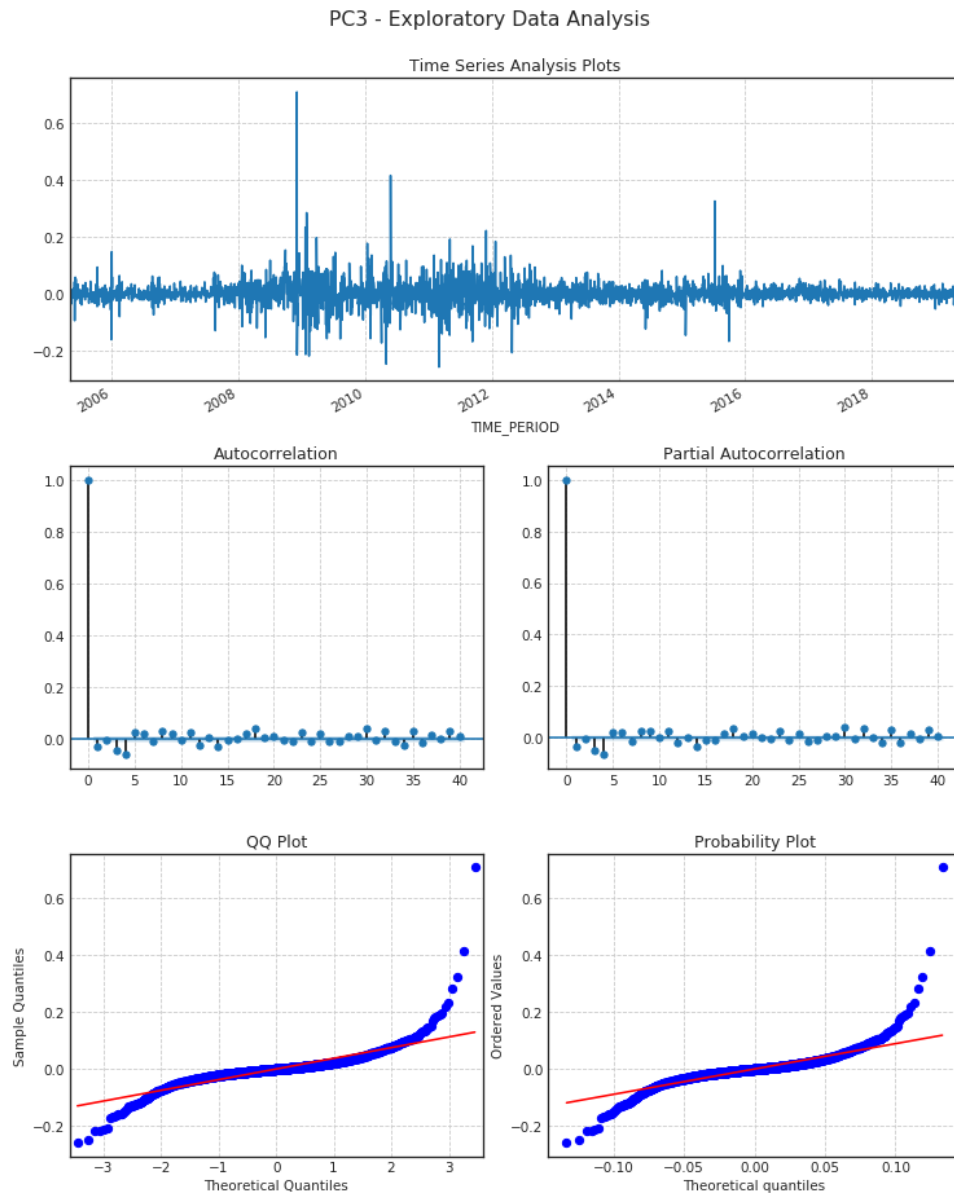 PC3 - Exploratory Data Analysis
Time Series Analysis Plots
0.6
0.4
0.2
0.0
−0.2
2006 2008 2010 2012 2014 2016 2018
TIME_PERIOD
Autocorrelation
1.0
0.8
0.6
0.4
0.2
0.0
0 5 10 15 20 25 30 35 40
Partial Autocorrelation
1.0
0.8
0.6
0.4
0.2
0.0
0 5 10 15 20 25 30 35 40
QQ Plot
Sample Quantiles
0.6
0.4
0.2
0.0
−0.2
−3 −2 −1 0 1 2 3
Theoretical Quantiles
Probability Plot
Ordered Values
0.6
0.4
0.2
0.0
−0.2
−0.10 −0.05 0.00 0.05 0.10
Theoretical quantiles